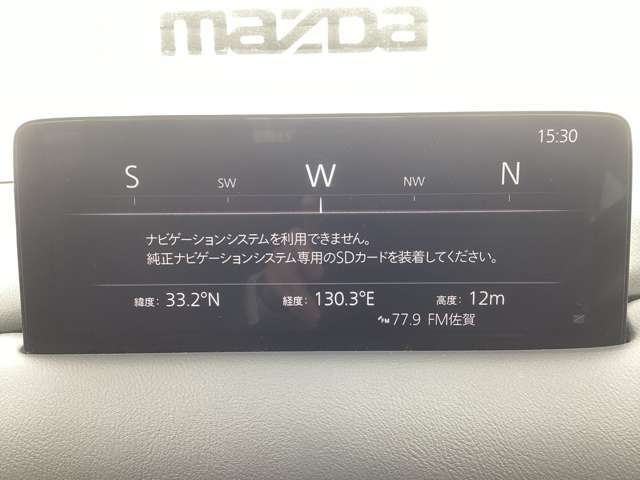 mazda
15:30
S SW W NW N
ナビゲーションシステムを利用できません。
純正ナビゲーションシステム専用のSDカードを装着してください。
緯度: 33.2°N 経度: 130.3°E 高度: 12m
FM 77.9 FM佐賀